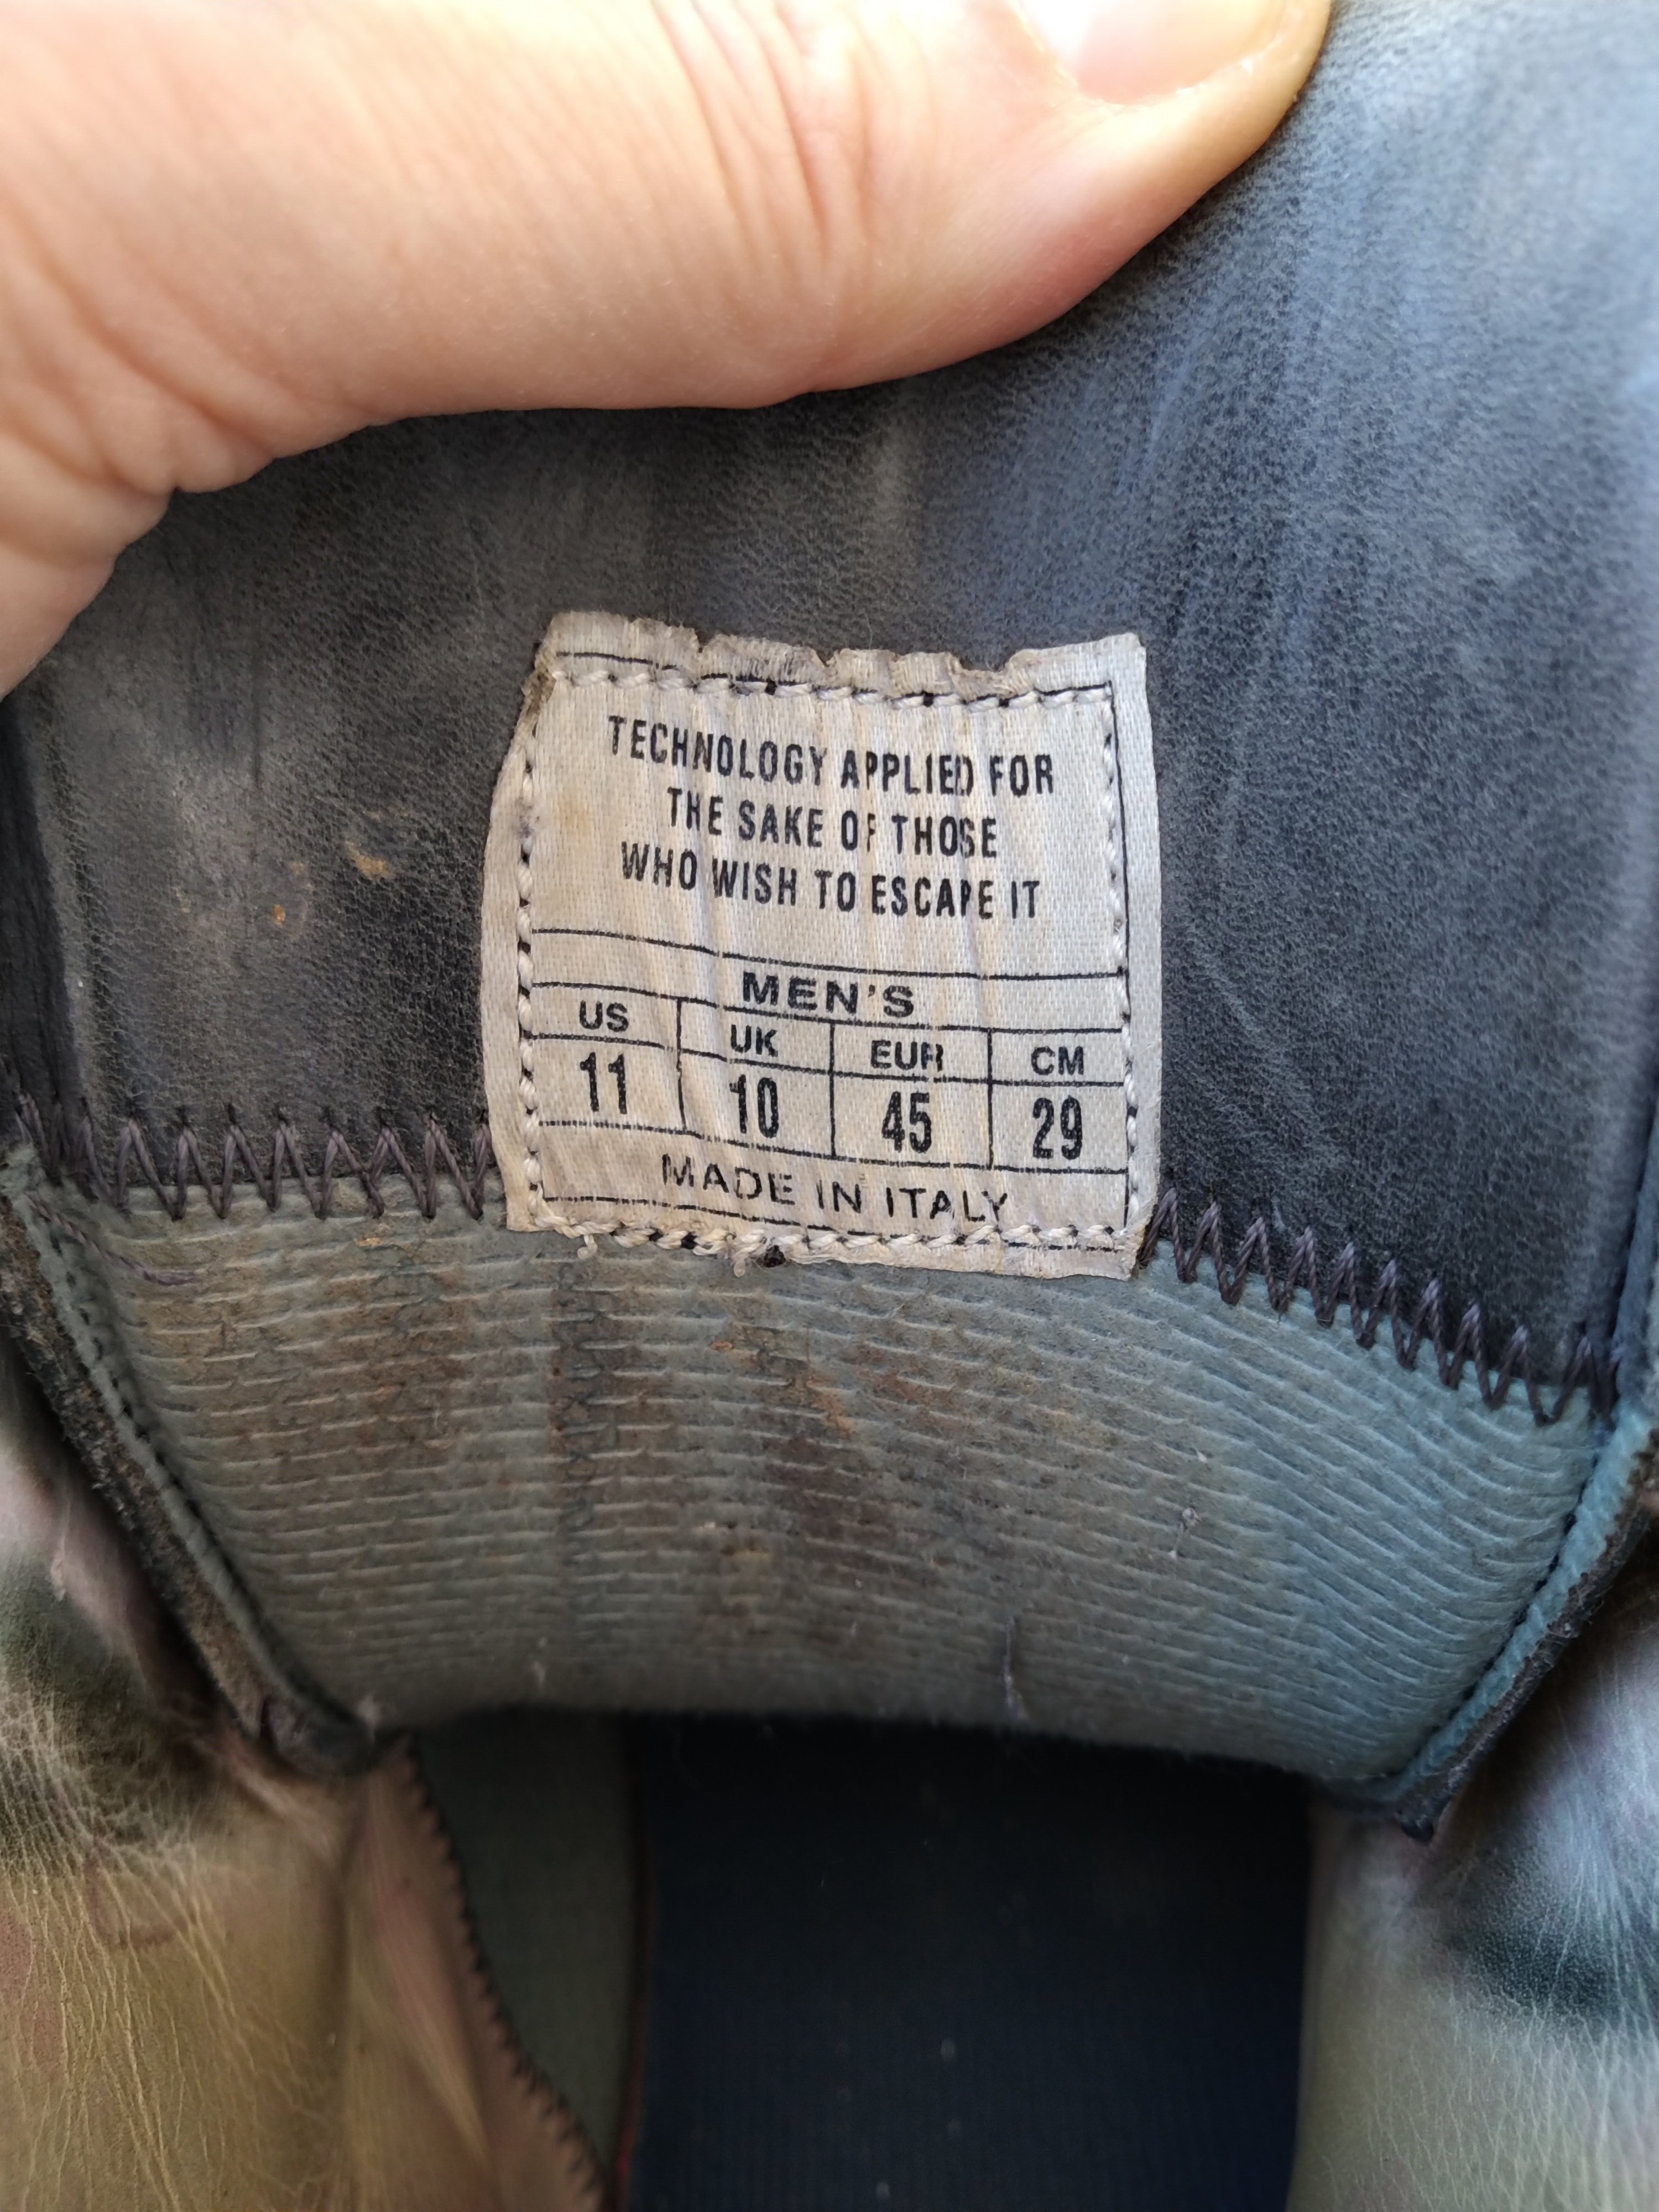 TECHNOLOGY APPLIED FOR
THE SAKE OF THOSE
WHO WISH TO ESCAPE IT
MEN'S
US UK EUR CM
11 10 45 29
MADE IN ITALY